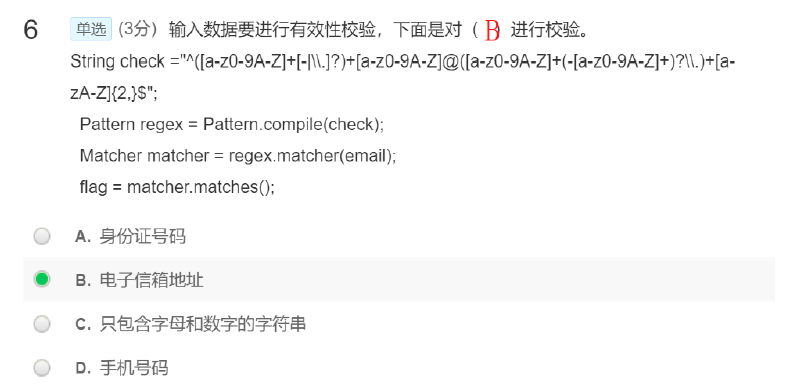 6 单选 (3分) 输入数据要进行有效性校验，下面是对（ B 进行校验。
String check ="^([a-z0-9A-Z]+[-|\\.]?)+[a-z0-9A-Z]@([a-z0-9A-Z]+(-[a-z0-9A-Z]+)?\\.)+[a-
zA-Z]{2,}$";
Pattern regex = Pattern.compile(check);
Matcher matcher = regex.matcher(email);
flag = matcher.matches();
A. 身份证号码
B. 电子信箱地址
C. 只包含字母和数字的字符串
D. 手机号码